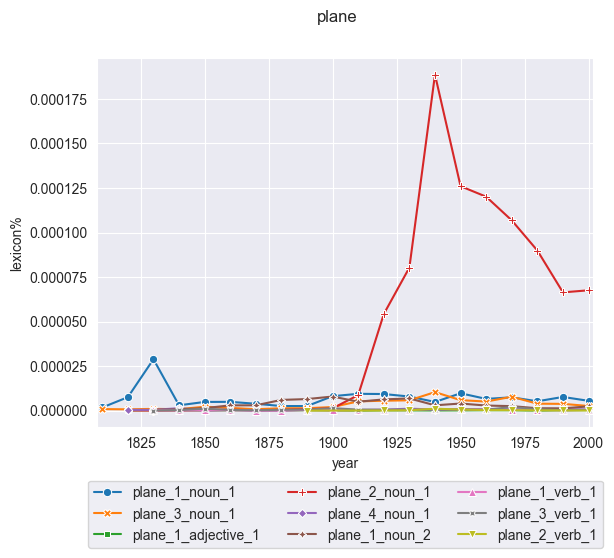 plane
0.000175
0.000150
0.000125
0.000100
0.000075
0.000050
0.000025
0.000000
lexicon%
1825 1850 1875 1900 1925 1950 1975 2000
year
plane_1_noun_1 plane_2_noun_1 plane_1_verb_1
plane_3_noun_1 plane_4_noun_1 plane_3_verb_1
plane_1_adjective_1 plane_1_noun_2 plane_2_verb_1